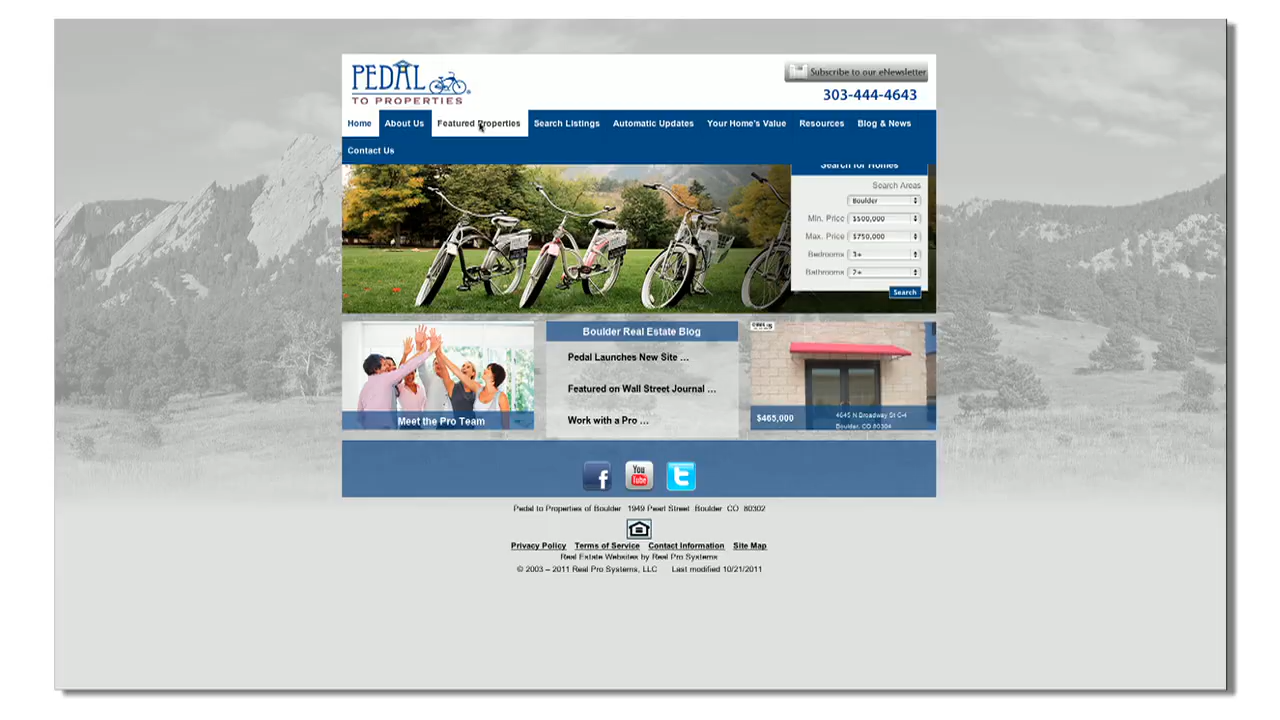 PEDAL
TO PROPERTIES
Subscribe to our eNewsletter
303-444-4643
Home About Us Featured Properties Search Listings Automatic Updates Your Home's Value Resources Blog & News
Contact Us
Search for Homes
Search Areas
Boulder
Min. Price $500,000
Max. Price $750,000
Bedrooms 3+
Bathrooms 2+
Search
Meet the Pro Team
Boulder Real Estate Blog
Pedal Launches New Site ...
Featured on Wall Street Journal ...
Work with a Pro ...
$465,000
4645 N Broadway St C-4
Boulder, CO 80304
f
You
Tube
t
Pedal to Properties of Boulder 1949 Pearl Street Boulder CO 80302
Privacy Policy Terms of Service Contact Information Site Map
Real Estate Websites by Real Pro Systems
© 2003 – 2011 Real Pro Systems, LLC Last modified 10/21/2011